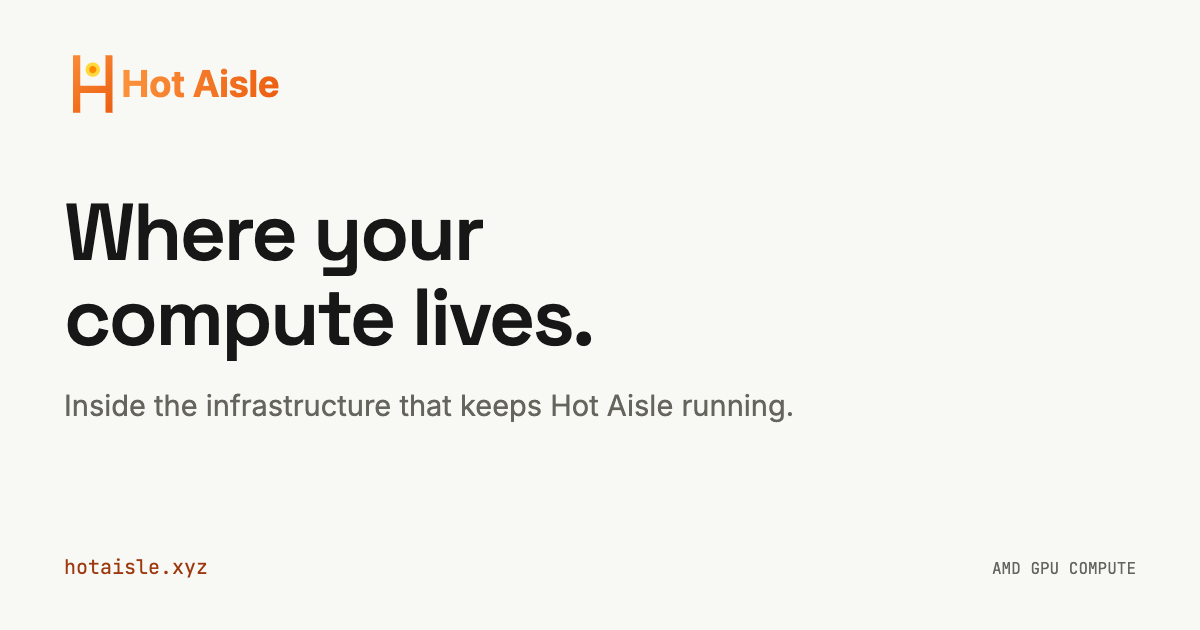 Hot Aisle
Where your
compute lives.
Inside the infrastructure that keeps Hot Aisle running.
hotaisle.xyz
AMD GPU COMPUTE